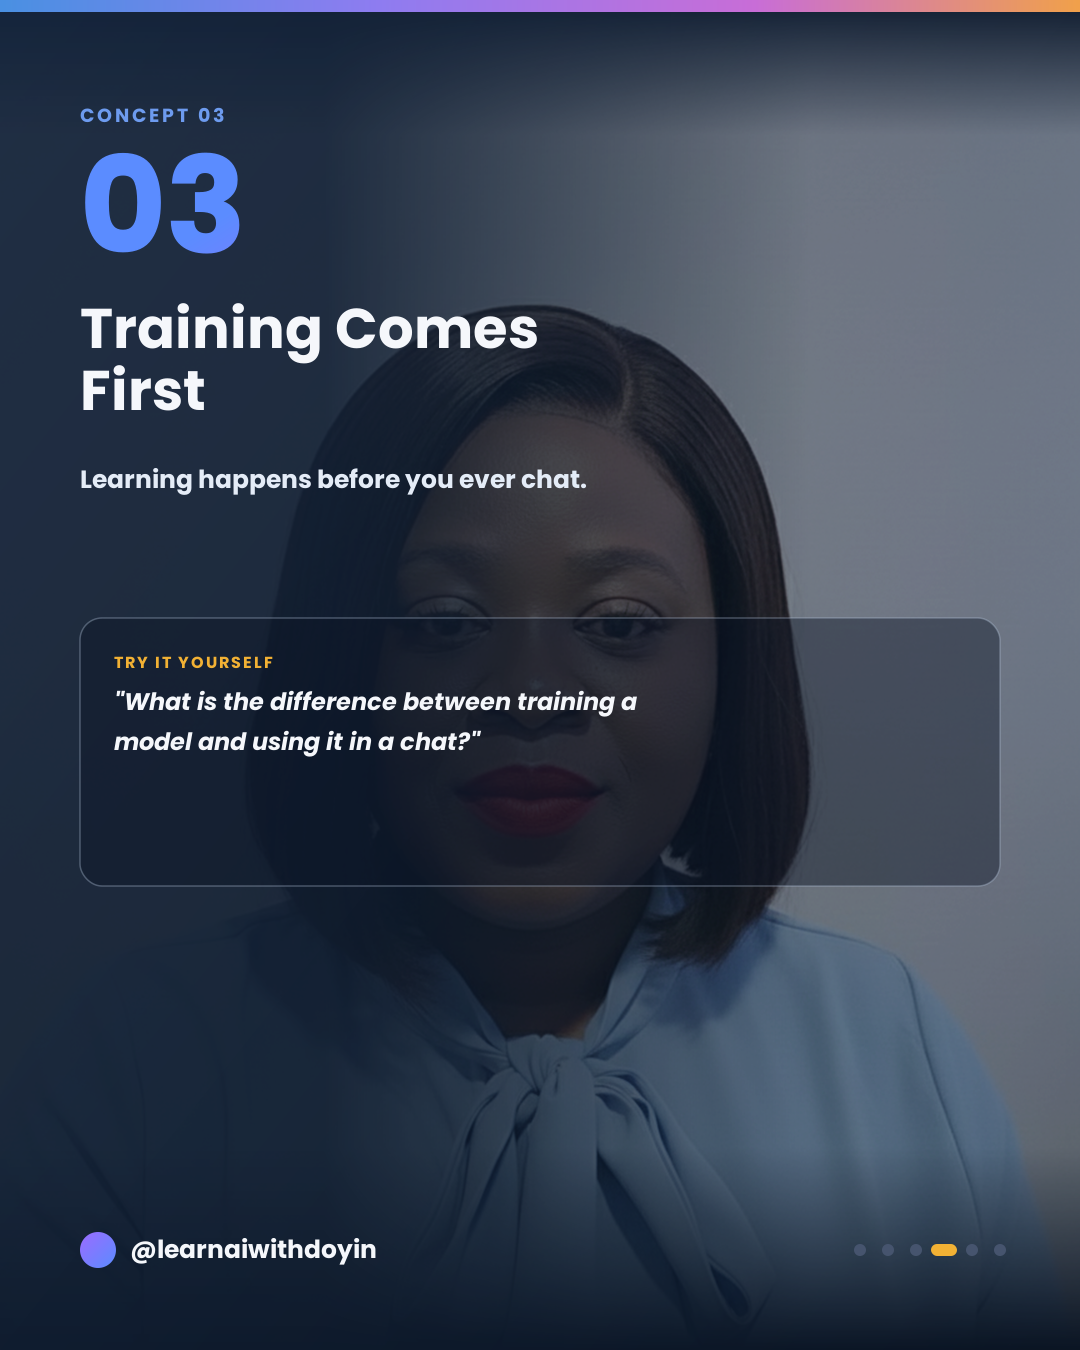 CONCEPT 03
03
Training Comes
First
Learning happens before you ever chat.
TRY IT YOURSELF
"What is the difference between training a
model and using it in a chat?"
@learnaiwithdoyin